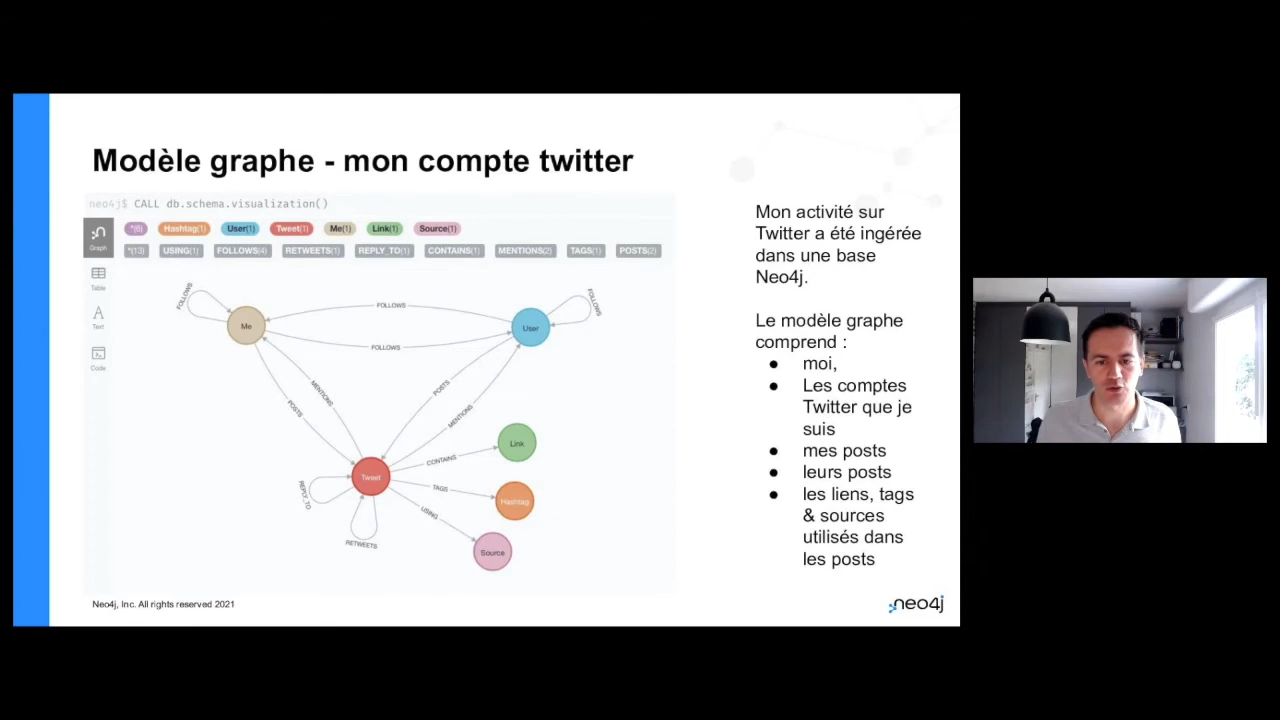 Modèle graphe - mon compte twitter
neo4j$ CALL db.schema.visualization()
*(6) Hashtag(1) User(1) Tweet(1) Me(1) Link(1) Source(1)
*(13) USING(1) FOLLOWS(4) RETWEETS(1) REPLY_TO(1) CONTAINS(1) MENTIONS(2) TAGS(1) POSTS(2)
Graph
Table
Text
Code
FOLLOWS
Me
FOLLOWS
FOLLOWS
User
FOLLOWS
MENTIONS
POSTS
POSTS
MENTIONS
Link
CONTAINS
Tweet
TAGS
Hashtag
REPLY_TO
USING
RETWEETS
Source
Mon activité sur
Twitter a été ingérée
dans une base
Neo4j.
Le modèle graphe
comprend :
● moi,
● Les comptes
Twitter que je
suis
● mes posts
● leurs posts
● les liens, tags
& sources
utilisés dans
les posts
Neo4j, Inc. All rights reserved 2021
neo4j